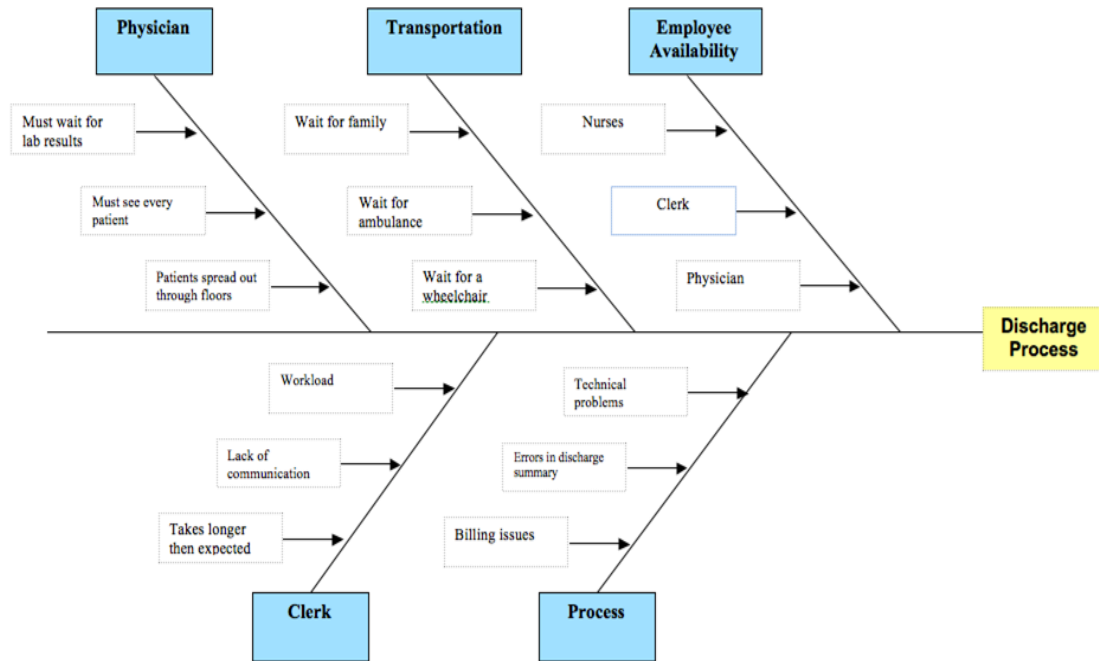 Physician
Transportation
Employee
Availability
Must wait for
lab results
Wait for family
Nurses
Must see every
patient
Wait for
ambulance
Clerk
Patients spread out
through floors
Wait for a
wheelchair
Physician
Discharge
Process
Workload
Technical
problems
Lack of
communication
Errors in discharge
summary
Takes longer
then expected
Billing issues
Clerk
Process